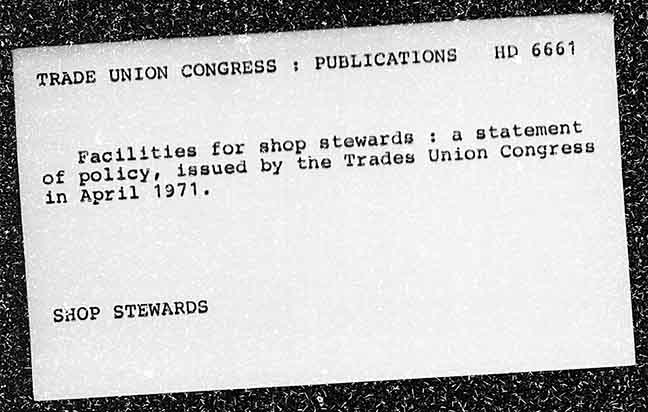 TRADE UNION CONGRESS : PUBLICATIONS HD 6661
Facilities for shop stewards : a statement
of policy, issued by the Trades Union Congress
in April 1971.
SHOP STEWARDS